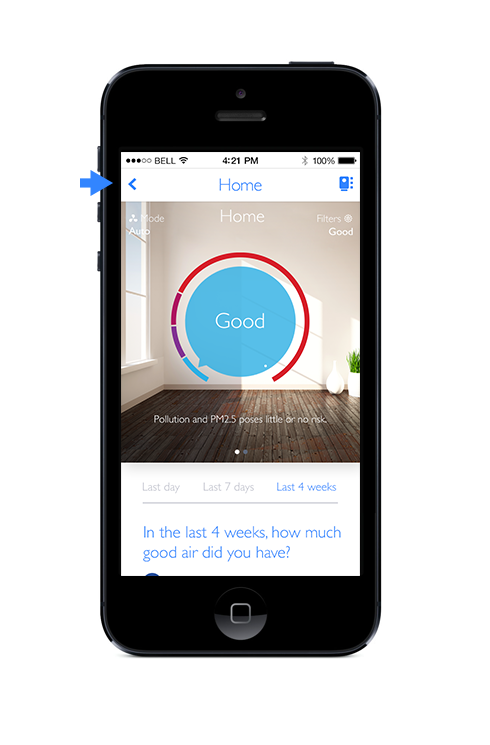 BELL
4:21 PM
100%
Home
Mode
Home
Filters
Auto
Good
Good
Pollution and PM2.5 poses little or no risk.
Last day
Last 7 days
Last 4 weeks
In the last 4 weeks, how much
good air did you have?